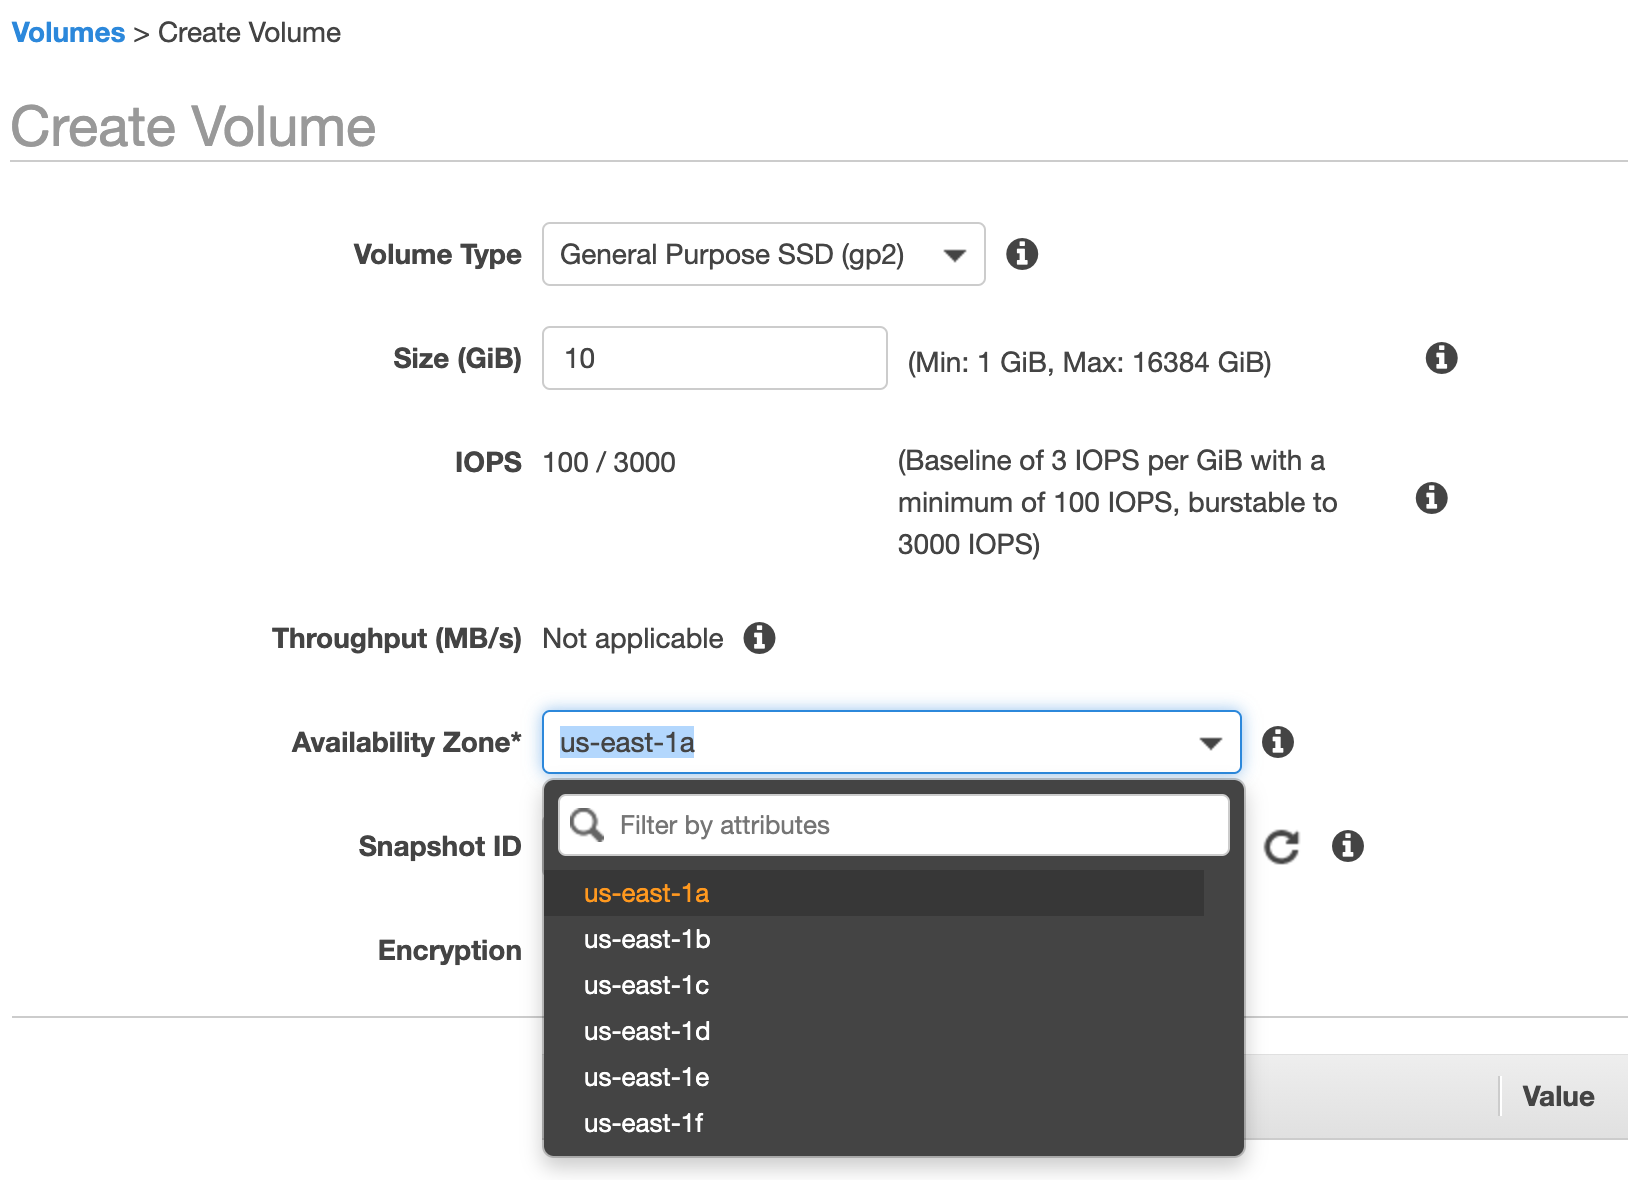 Volumes > Create Volume
Create Volume
Volume Type General Purpose SSD (gp2)
Size (GiB) 10 (Min: 1 GiB, Max: 16384 GiB)
IOPS 100 / 3000 (Baseline of 3 IOPS per GiB with a
minimum of 100 IOPS, burstable to
3000 IOPS)
Throughput (MB/s) Not applicable
Availability Zone* us-east-1a
Filter by attributes
Snapshot ID
us-east-1a
us-east-1b
Encryption
us-east-1c
us-east-1d
us-east-1e
Value
us-east-1f